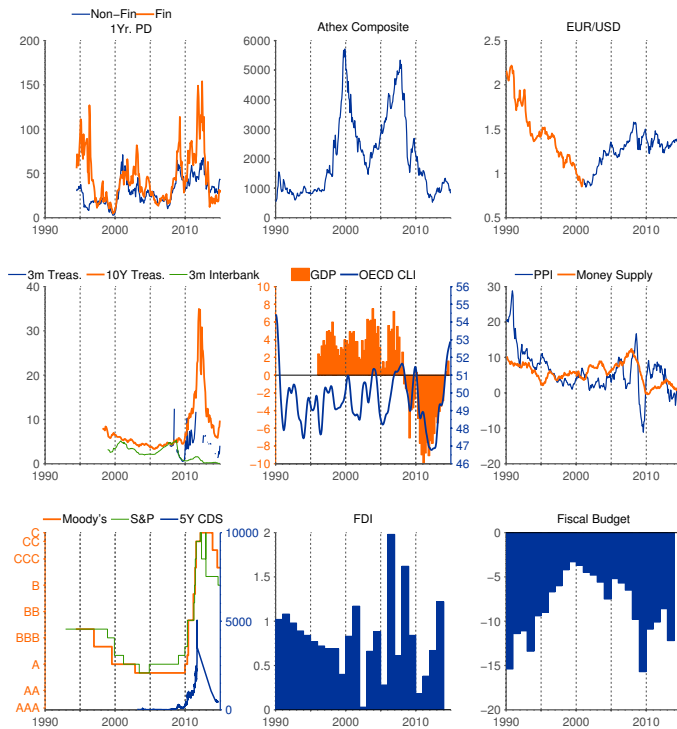 Non−Fin Fin
1Yr. PD
200
150
100
50
0
1990 2000 2010
Athex Composite
6000
5000
4000
3000
2000
1000
0
1990 2000 2010
EUR/USD
2.5
2
1.5
1
0.5
1990 2000 2010
3m Treas. 10Y Treas. 3m Interbank
40
30
20
10
0
1990 2000 2010
GDP OECD CLI
10 56
8 55
6 54
4 53
2 52
0 51
−2 50
−4 49
−6 48
−8 47
−10 46
1990 2000 2010
PPI Money Supply
30
20
10
0
−10
−20
1990 2000 2010
Moody's S&P 5Y CDS
C 10000
CC
CCC
B
BB 5000
BBB
A
AA
AAA 0
1990 2000 2010
FDI
2
1.5
1
0.5
0
1990 2000 2010
Fiscal Budget
0
−5
−10
−15
−20
1990 2000 2010